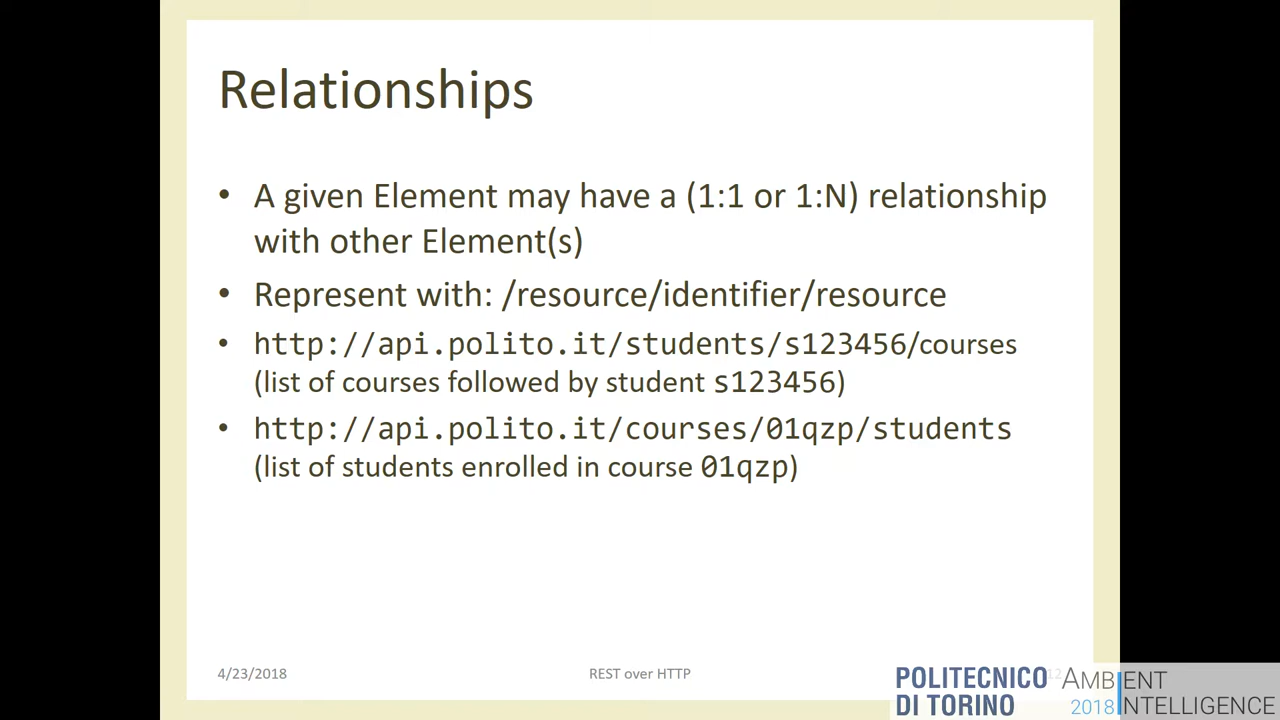 Relationships
• A given Element may have a (1:1 or 1:N) relationship
with other Element(s)
• Represent with: /resource/identifier/resource
• http://api.polito.it/students/s123456/courses
(list of courses followed by student s123456)
• http://api.polito.it/courses/01qzp/students
(list of students enrolled in course 01qzp)
4/23/2018
REST over HTTP
12
POLITECNICO
DI TORINO
AMBIENT
2018 INTELLIGENCE